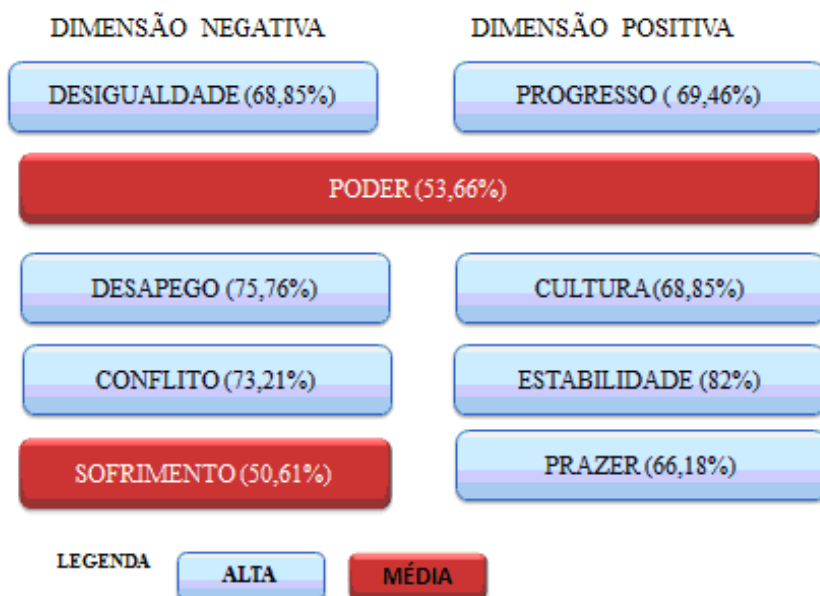 DIMENSÃO NEGATIVA
DIMENSÃO POSITIVA
DESIGUALDADE (68,85%)
PROGRESSO ( 69,46%)
PODER (53,66%)
DESAPEGO (75,76%)
CULTURA (68,85%)
CONFLITO (73,21%)
ESTABILIDADE (82%)
SOFRIMENTO (50,61%)
PRAZER (66,18%)
LEGENDA
ALTA
MÉDIA